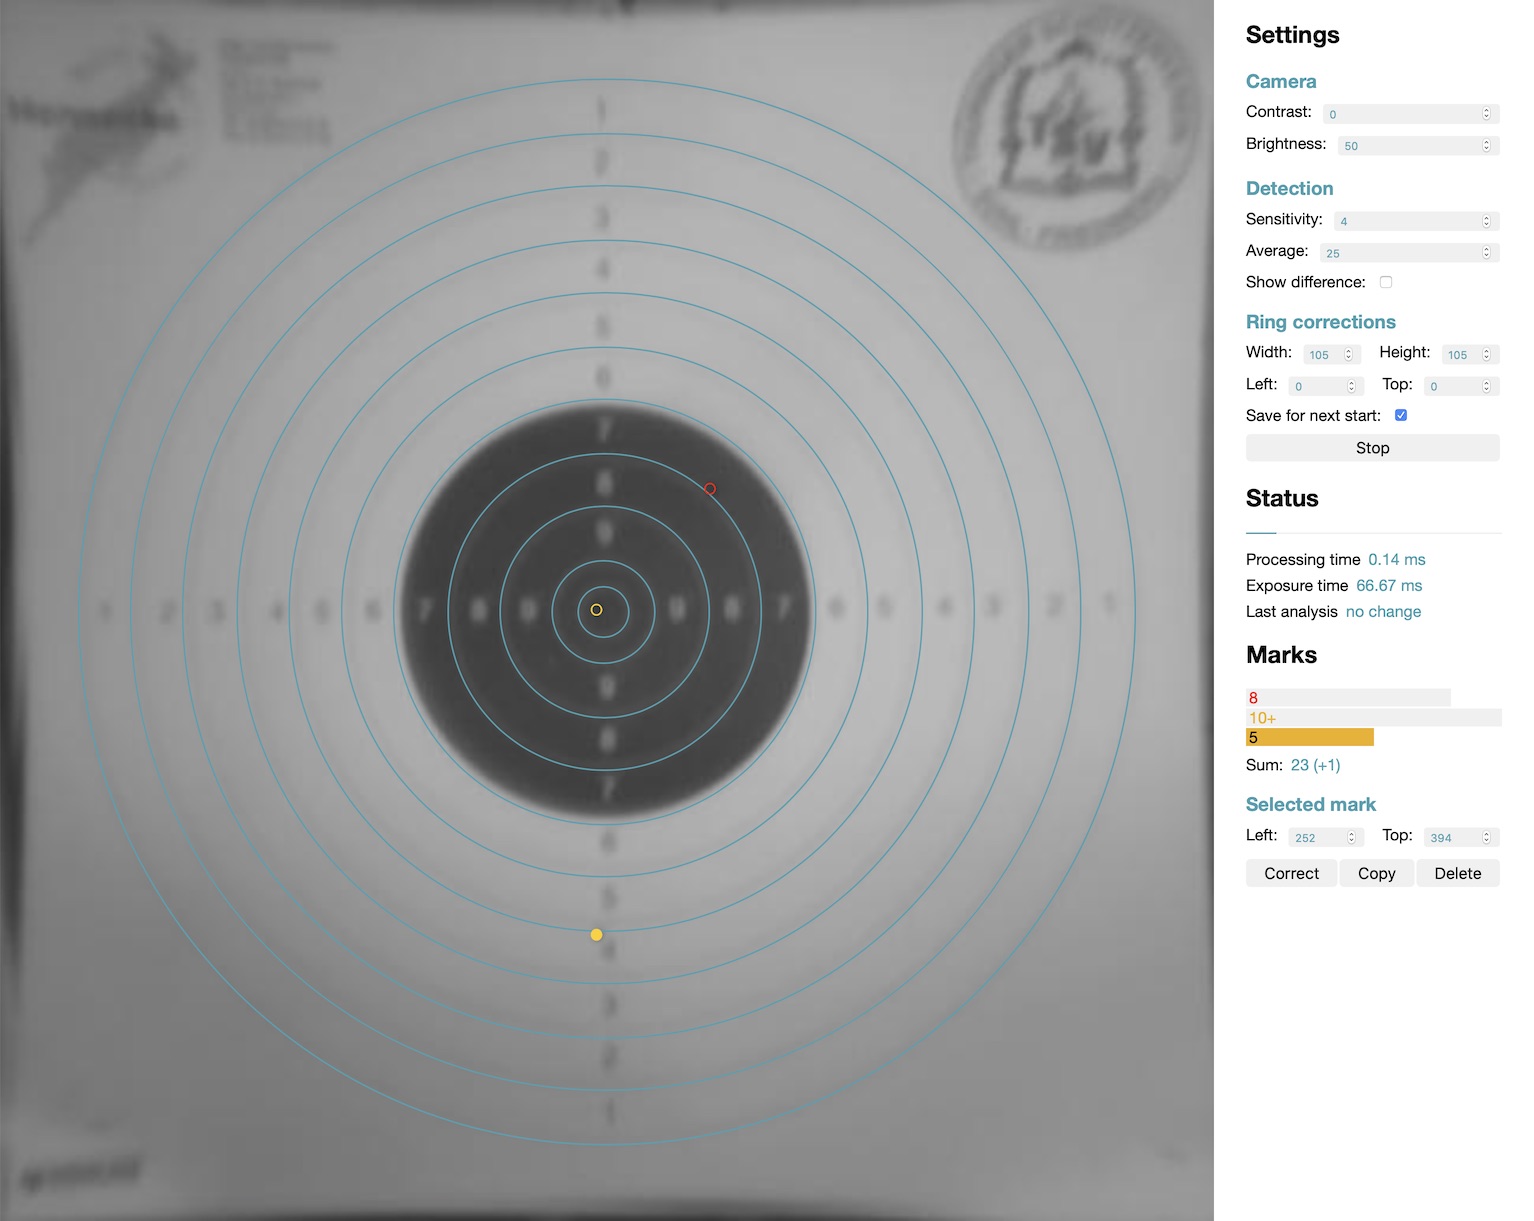 1
2
3
4
5
6
7
8
9
1 2 3 4 5 6 7 8 9 9 8 7 6 5 4 3 2 1
9
8
7
6
5
4
3
2
1
Settings
Camera
Contrast: 0
Brightness: 50
Detection
Sensitivity: 4
Average: 25
Show difference:
Ring corrections
Width: 105 Height: 105
Left: 0 Top: 0
Save for next start:
Stop
Status
Processing time 0.14 ms
Exposure time 66.67 ms
Last analysis no change
Marks
8
10+
5
Sum: 23 (+1)
Selected mark
Left: 252 Top: 394
Correct Copy Delete